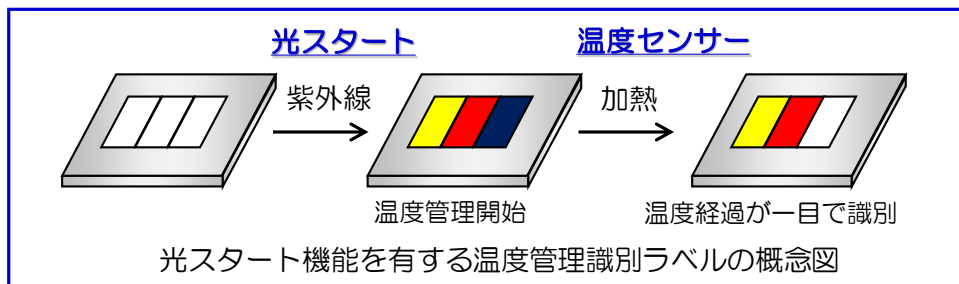 光スタート
温度センサー
紫外線
加熱
温度管理開始
温度経過が一目で識別
光スタート機能を有する温度管理識別ラベルの概念図